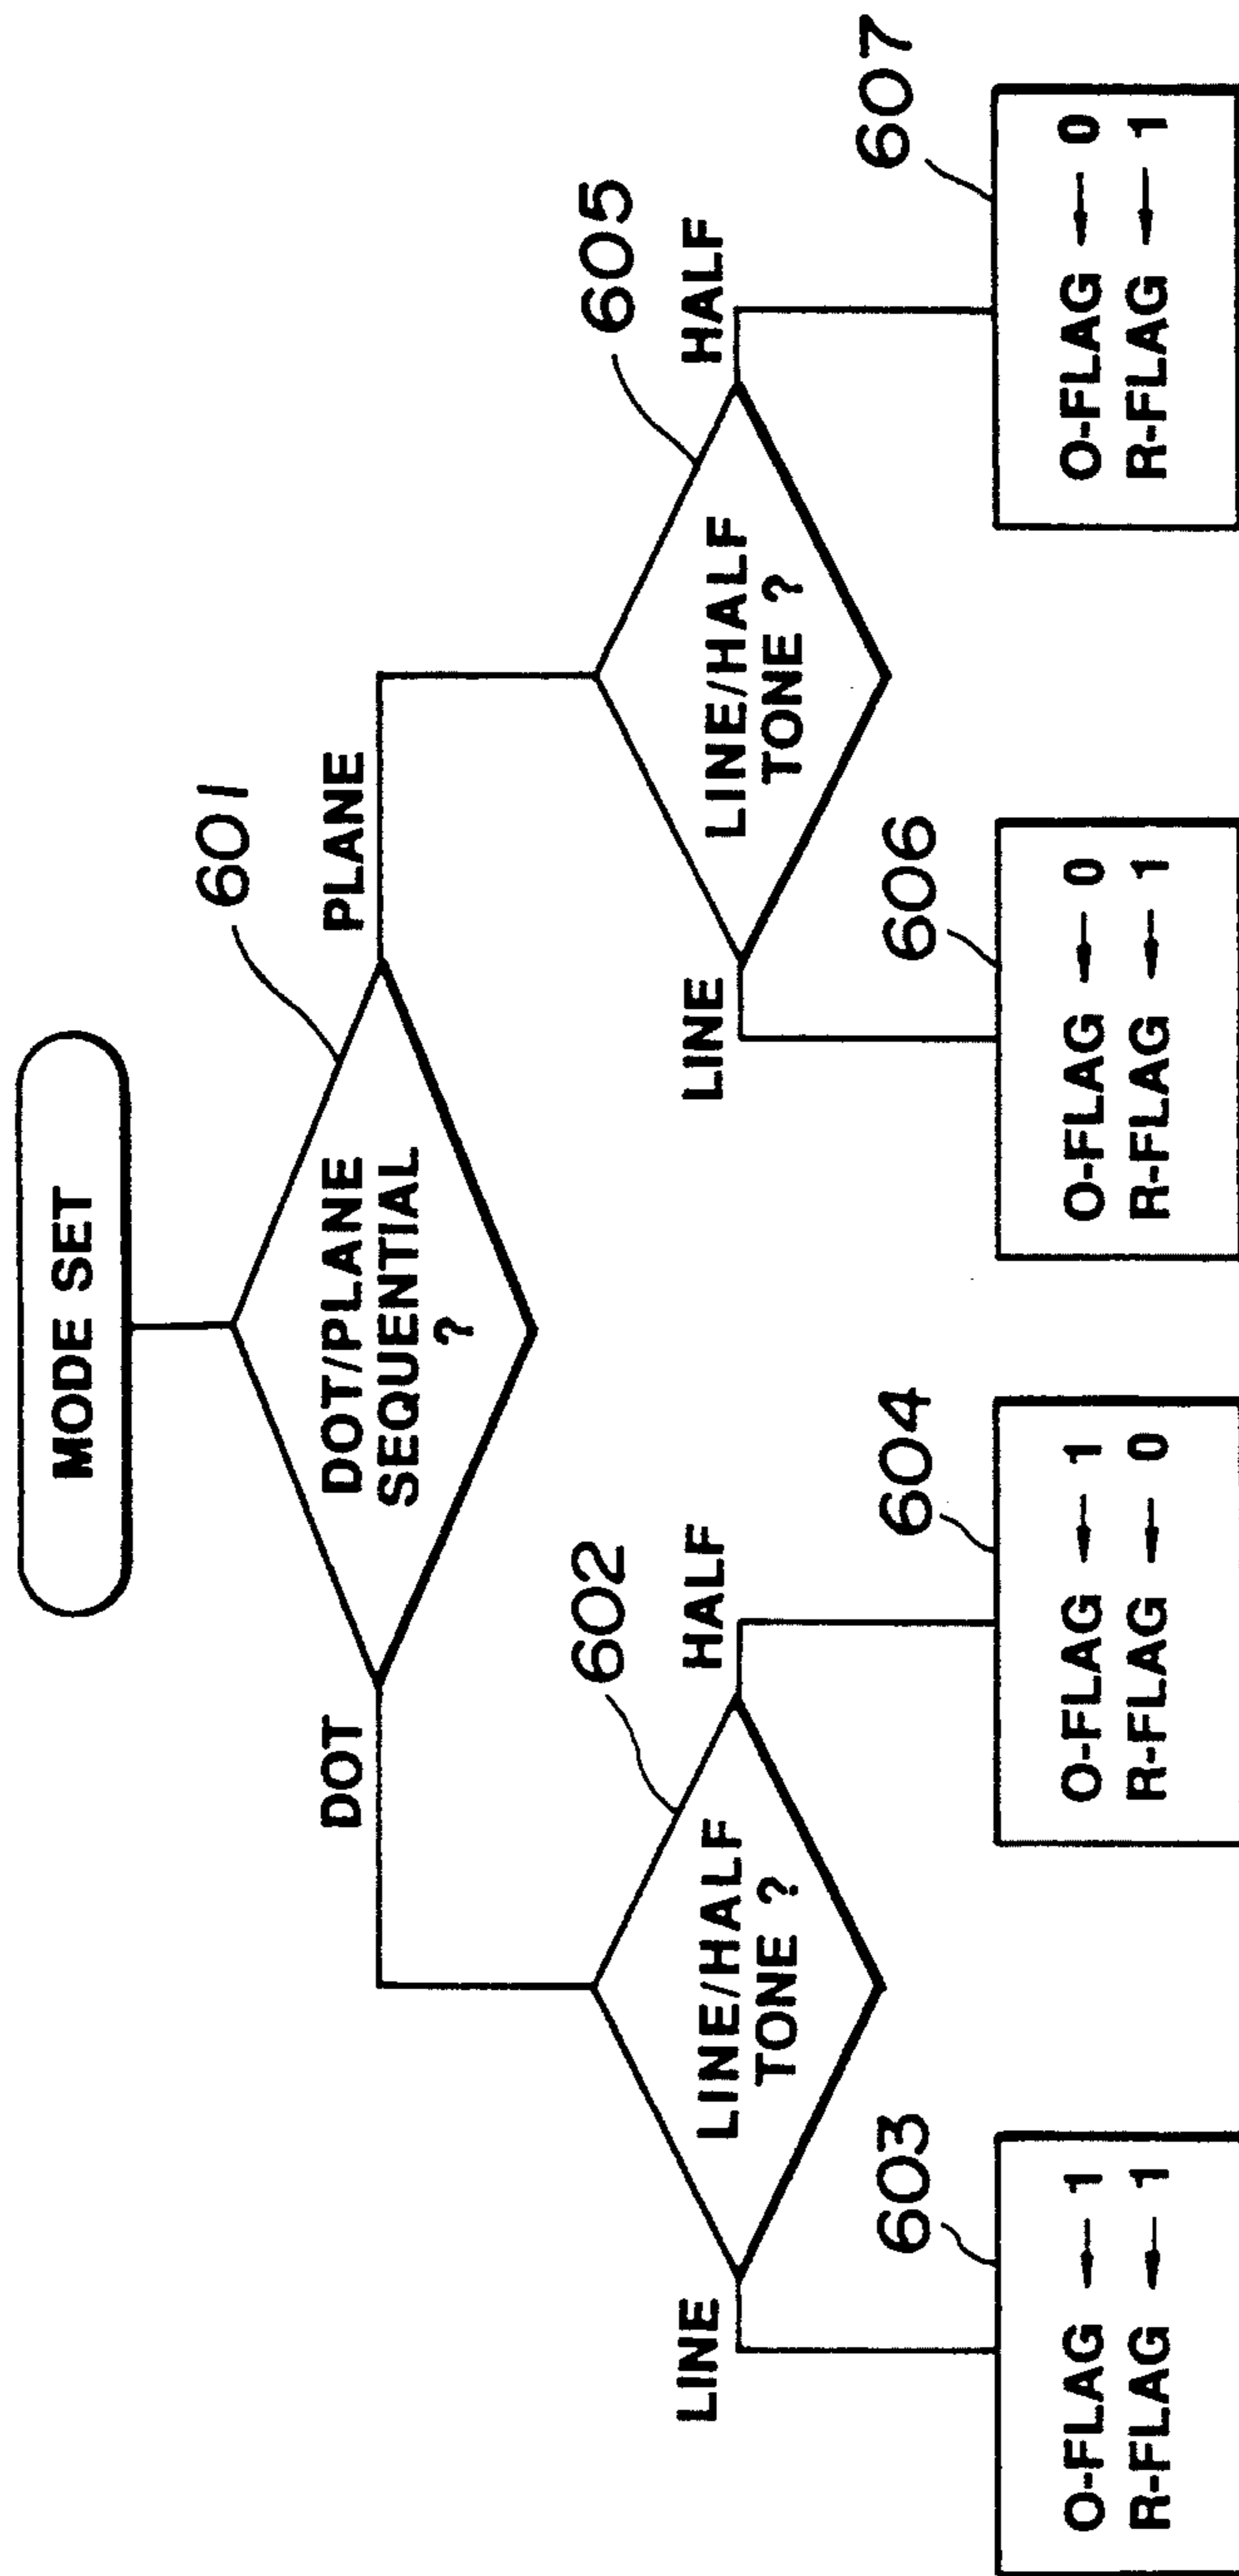 MODE SET
601
DOT/PLANE
SEQUENTIAL
?
DOT
PLANE
602
LINE/HALF
TONE ?
LINE
HALF
605
LINE/HALF
TONE ?
LINE
HALF
603
O-FLAG ← 1
R-FLAG ← 1
604
O-FLAG ← 1
R-FLAG ← 0
606
O-FLAG ← 0
R-FLAG ← 1
607
O-FLAG ← 0
R-FLAG ← 1